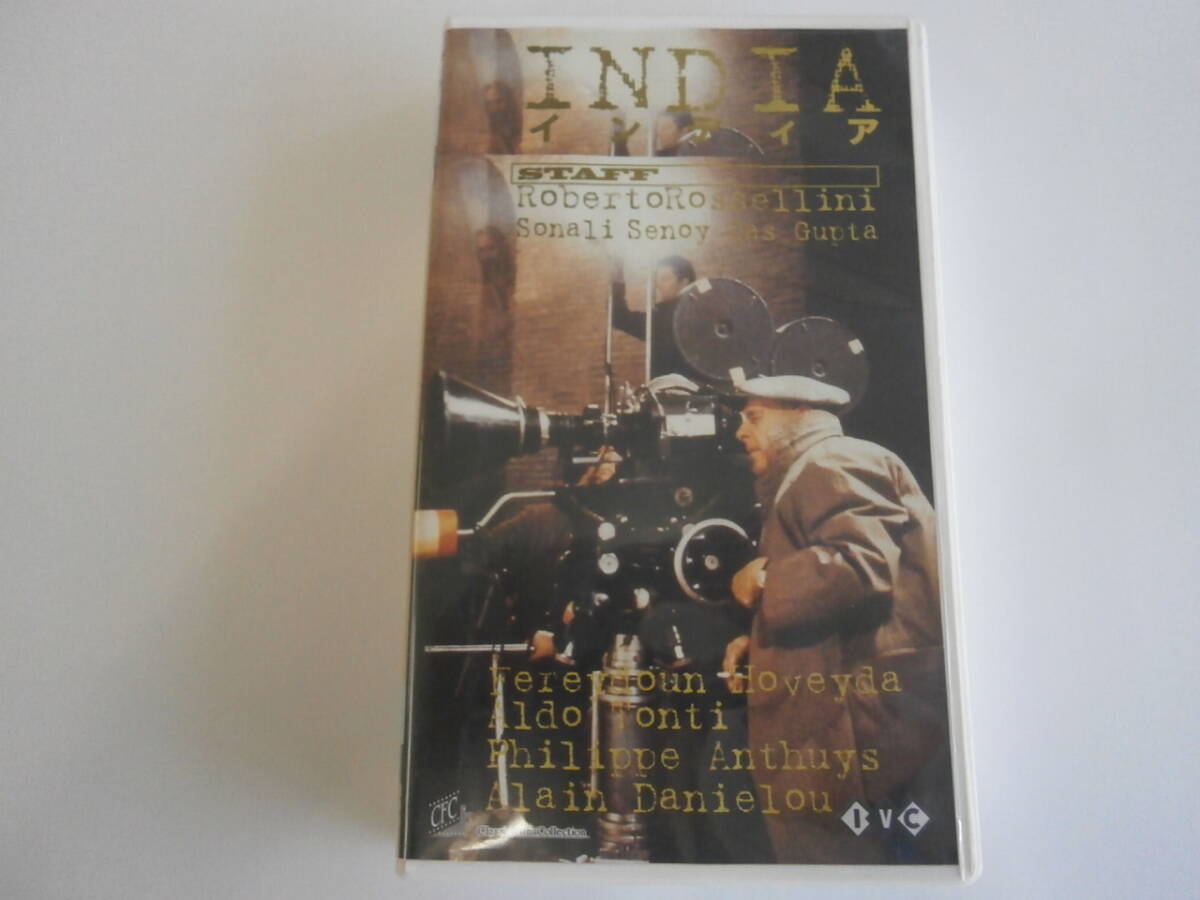 INDIA
インディア
STAFF
RobertoRossellini
Sonali Senoy Das Gupta
Fereydoun Hoveyda
Aldo Tonti
Philippe Anthuys
Alain Danielou
CFC
IVC